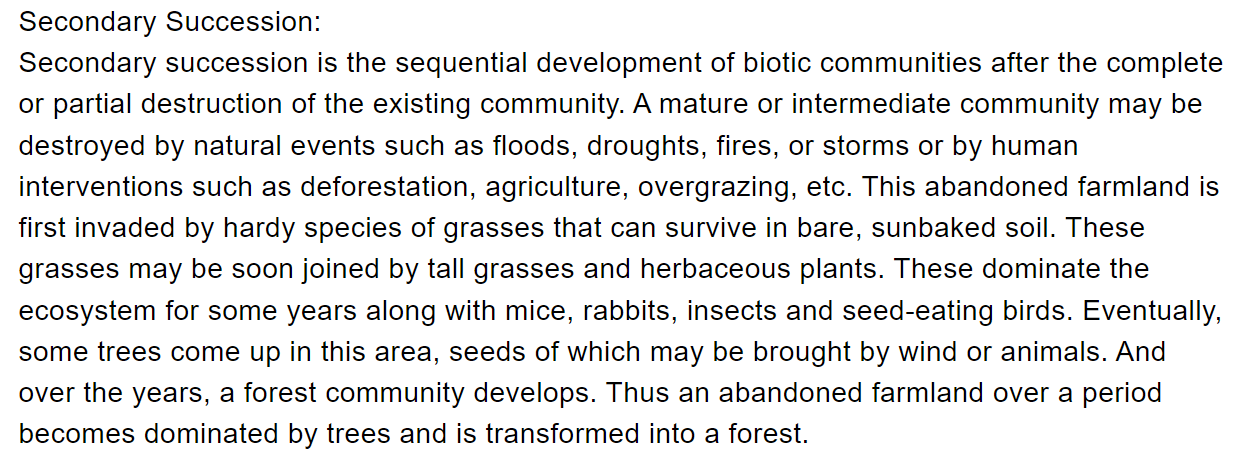 Secondary Succession:
Secondary succession is the sequential development of biotic communities after the complete
or partial destruction of the existing community. A mature or intermediate community may be
destroyed by natural events such as floods, droughts, fires, or storms or by human
interventions such as deforestation, agriculture, overgrazing, etc. This abandoned farmland is
first invaded by hardy species of grasses that can survive in bare, sunbaked soil. These
grasses may be soon joined by tall grasses and herbaceous plants. These dominate the
ecosystem for some years along with mice, rabbits, insects and seed-eating birds. Eventually,
some trees come up in this area, seeds of which may be brought by wind or animals. And
over the years, a forest community develops. Thus an abandoned farmland over a period
becomes dominated by trees and is transformed into a forest.